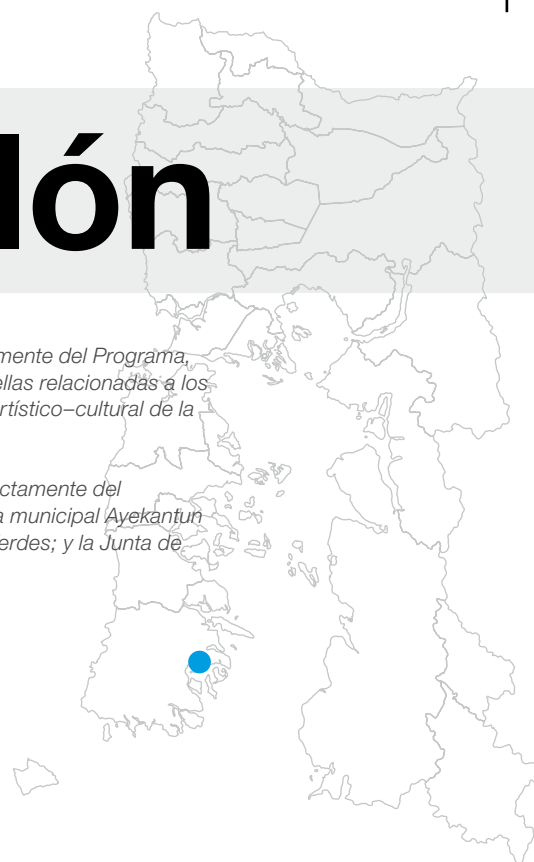 lón
mente del Programa,
ellas relacionadas a los
rtístico–cultural de la
ctamente del
a municipal Ayekantun
erdes; y la Junta de